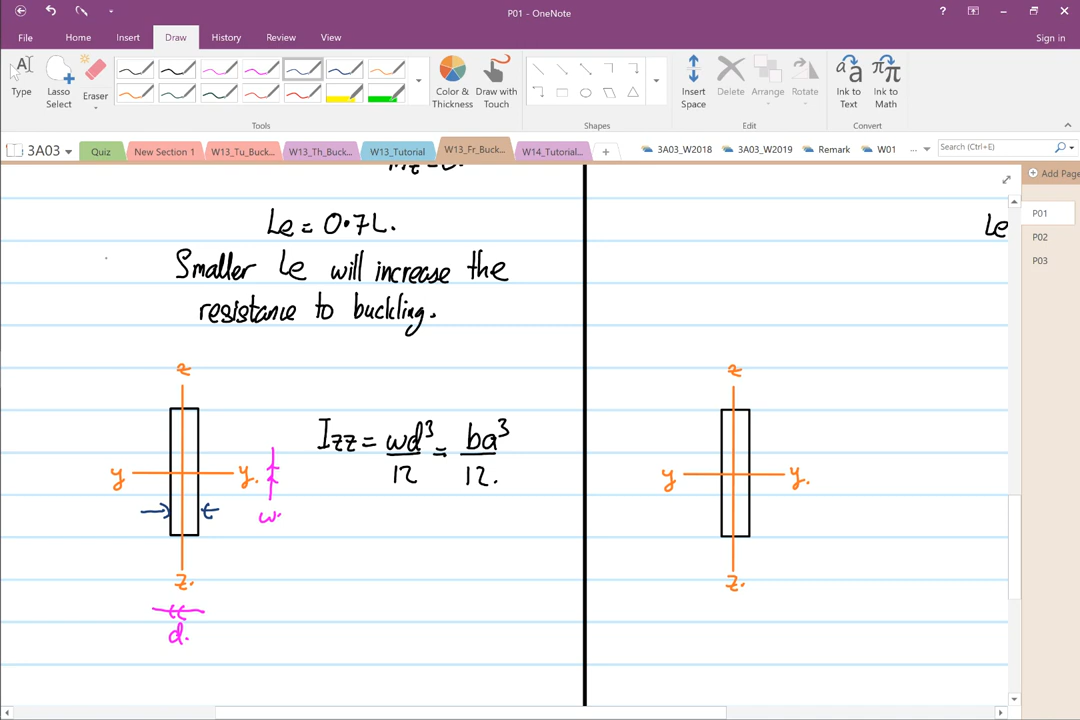 P01 - OneNote
?
Sign in
File
Home
Insert
Draw
History
Review
View
Type
Lasso Select
Eraser
Color & Thickness
Draw with Touch
Insert Space
Delete
Arrange
Rotate
Ink to Text
Ink to Math
Tools
Shapes
Edit
Convert
3A03
Quiz
New Section 1
W13_Tu_Buck...
W13_Th_Buck...
W13_Tutorial
W13_Fr_Buck...
W14_Tutorial...
+
3A03_W2018
3A03_W2019
Remark
W01
...
Search (Ctrl+E)
Add Page
P01
P02
P03
Le = 0.7L.
Le
Smaller Le will increase the
resistance to buckling.
z
y
y.
z.
w.
d.
Izz = wd³/12 = ba³/12.
z
y
y.
z.